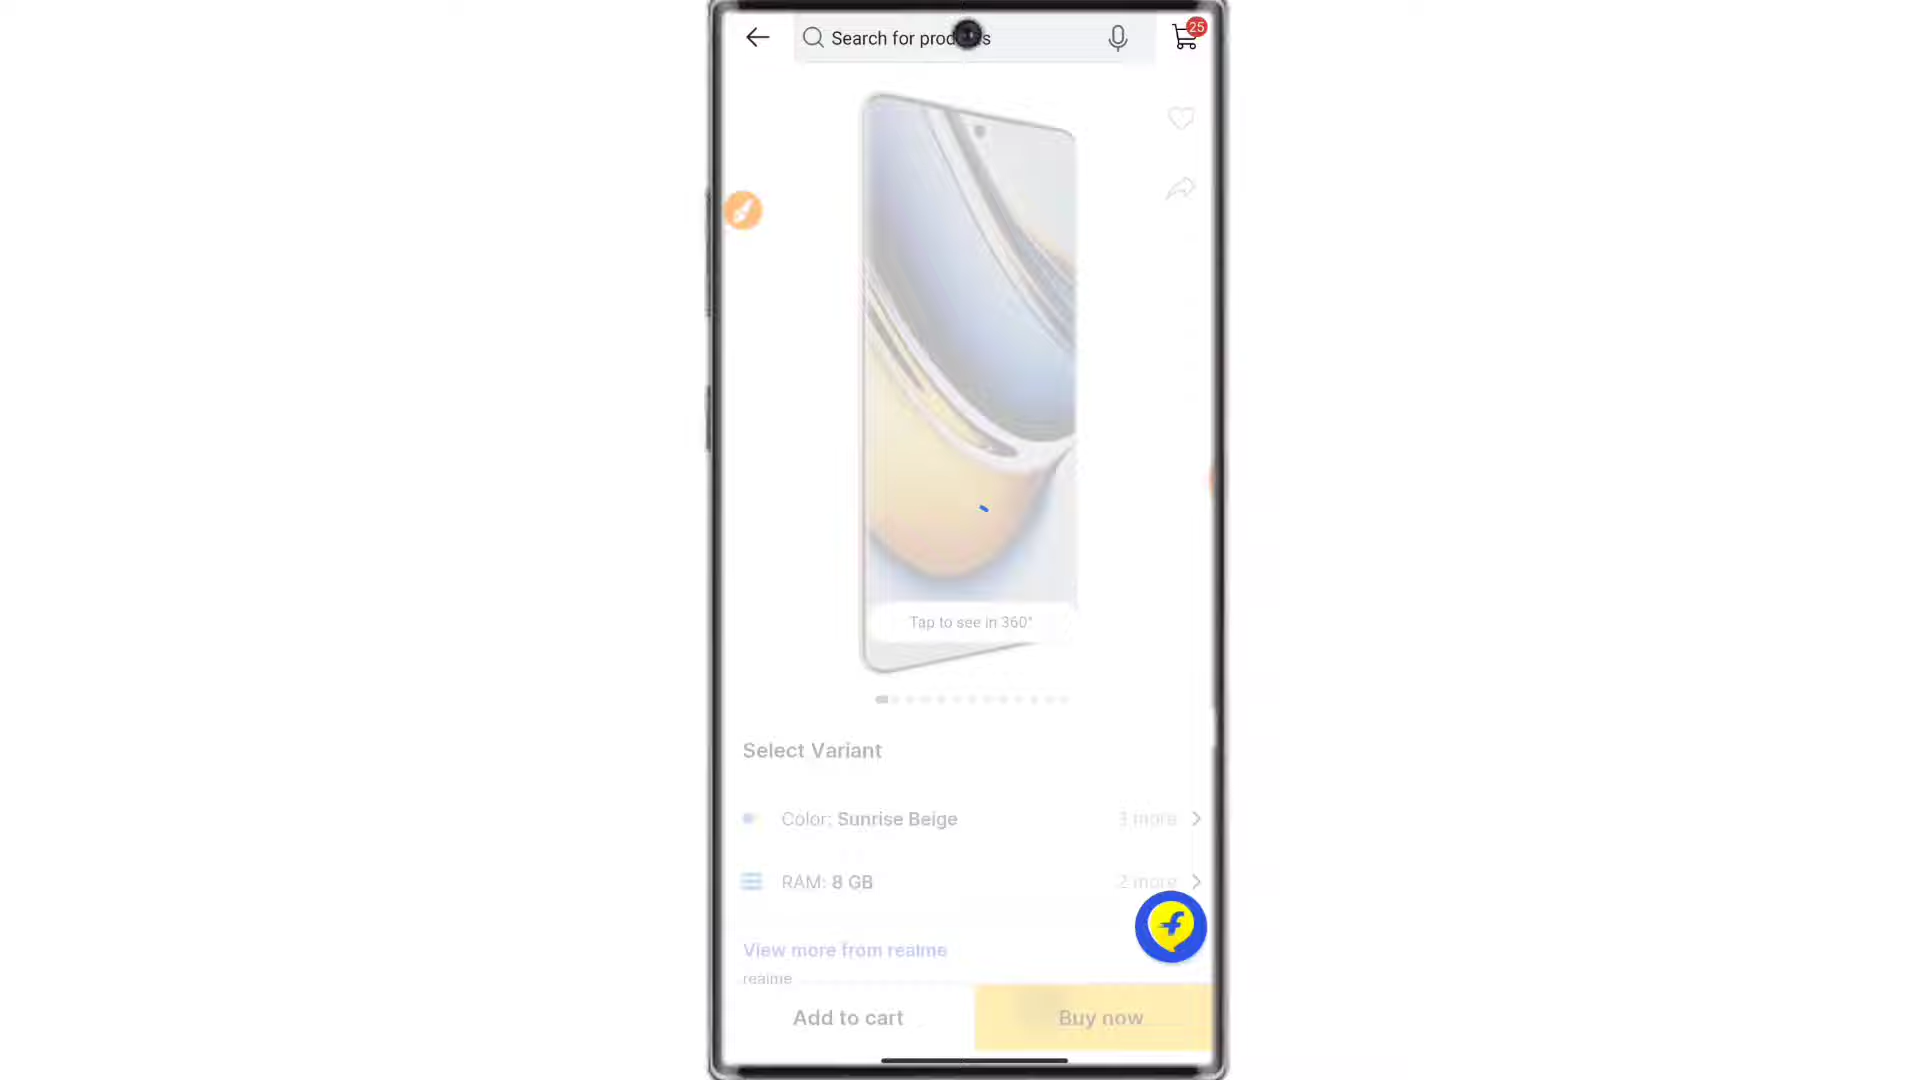 Search for products
25
Tap to see in 360°
Select Variant
Color: Sunrise Beige
3 more
RAM: 8 GB
2 more
View more from realme
realme
Add to cart
Buy now